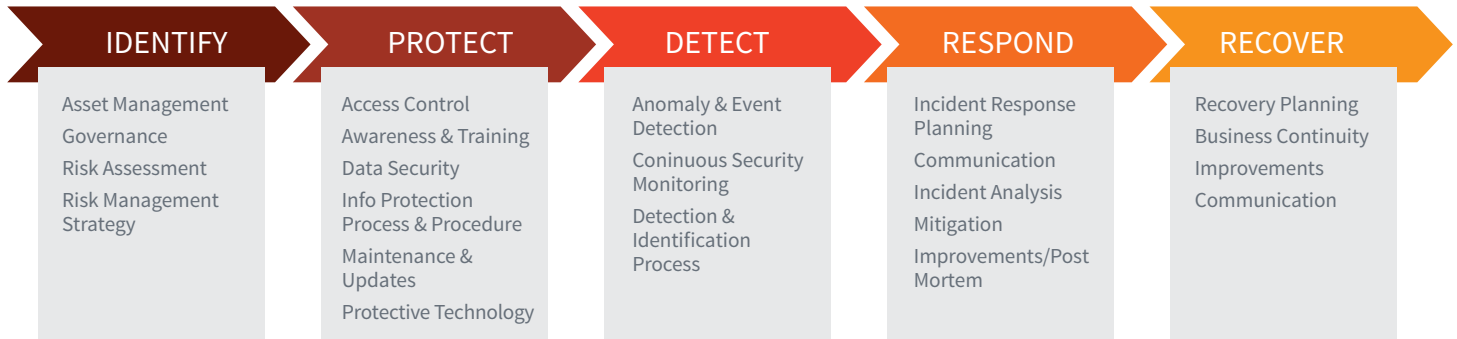 IDENTIFY
Asset Management
Governance
Risk Assessment
Risk Management
Strategy
PROTECT
Access Control
Awareness & Training
Data Security
Info Protection
Process & Procedure
Maintenance &
Updates
Protective Technology
DETECT
Anomaly & Event
Detection
Coninuous Security
Monitoring
Detection &
Identification
Process
RESPOND
Incident Response
Planning
Communication
Incident Analysis
Mitigation
Improvements/Post
Mortem
RECOVER
Recovery Planning
Business Continuity
Improvements
Communication